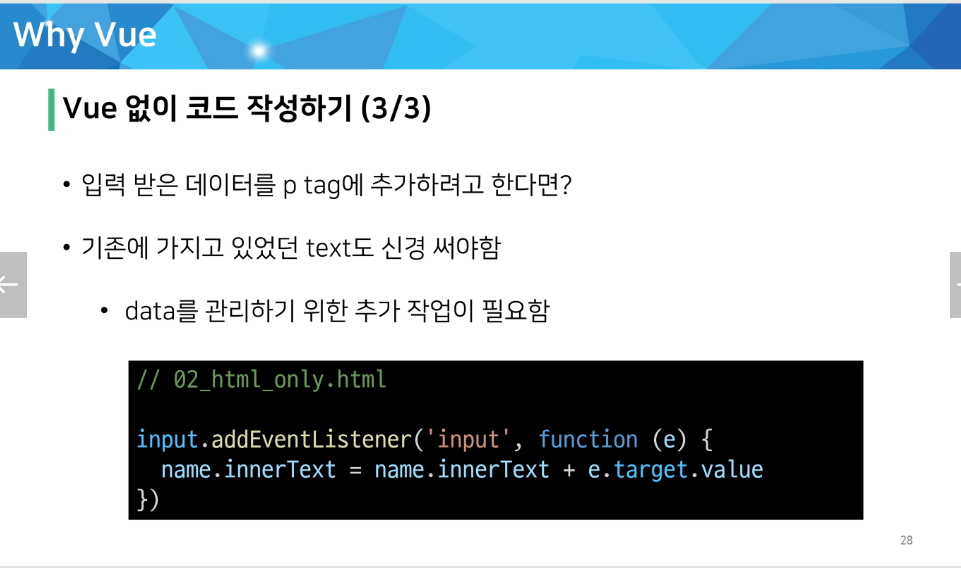 Why Vue
Vue 없이 코드 작성하기 (3/3)
• 입력 받은 데이터를 p tag에 추가하려고 한다면?
• 기존에 가지고 있었던 text도 신경 써야함
• data를 관리하기 위한 추가 작업이 필요함
// 02_html_only.html
input.addEventListener('input', function (e) {
  name.innerText = name.innerText + e.target.value
})
28